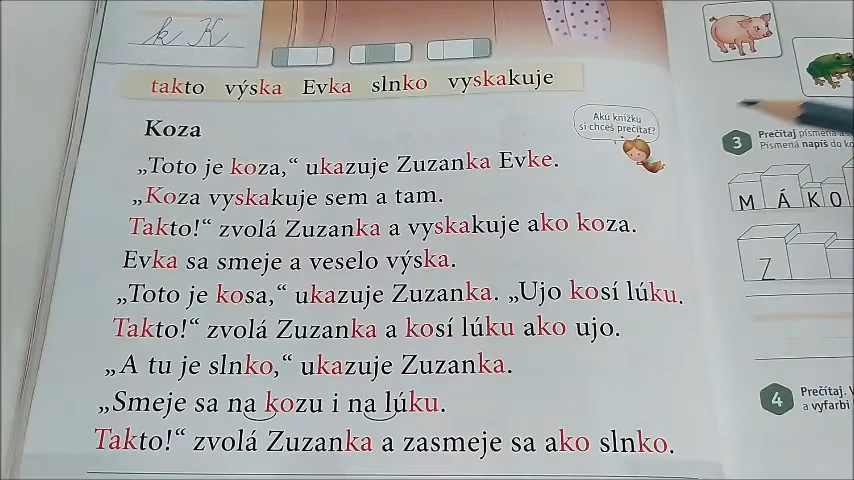 k K
takto výska Evka slnko vyskakuje
Koza
„Toto je koza,“ ukazuje Zuzanka Evke.
„Koza vyskakuje sem a tam.
Takto!“ zvolá Zuzanka a vyskakuje ako koza.
Evka sa smeje a veselo výska.
„Toto je kosa,“ ukazuje Zuzanka. „Ujo kosí lúku.
Takto!“ zvolá Zuzanka a kosí lúku ako ujo.
„A tu je slnko,“ ukazuje Zuzanka.
„Smeje sa na kozu i na lúku.
Takto!“ zvolá Zuzanka a zasmeje sa ako slnko.
Akú knižku
si chceš prečítať?
3 Prečítaj písmená
Písmená napíš do
M Á K O
Z
4 Prečítaj.
a vyfarbi